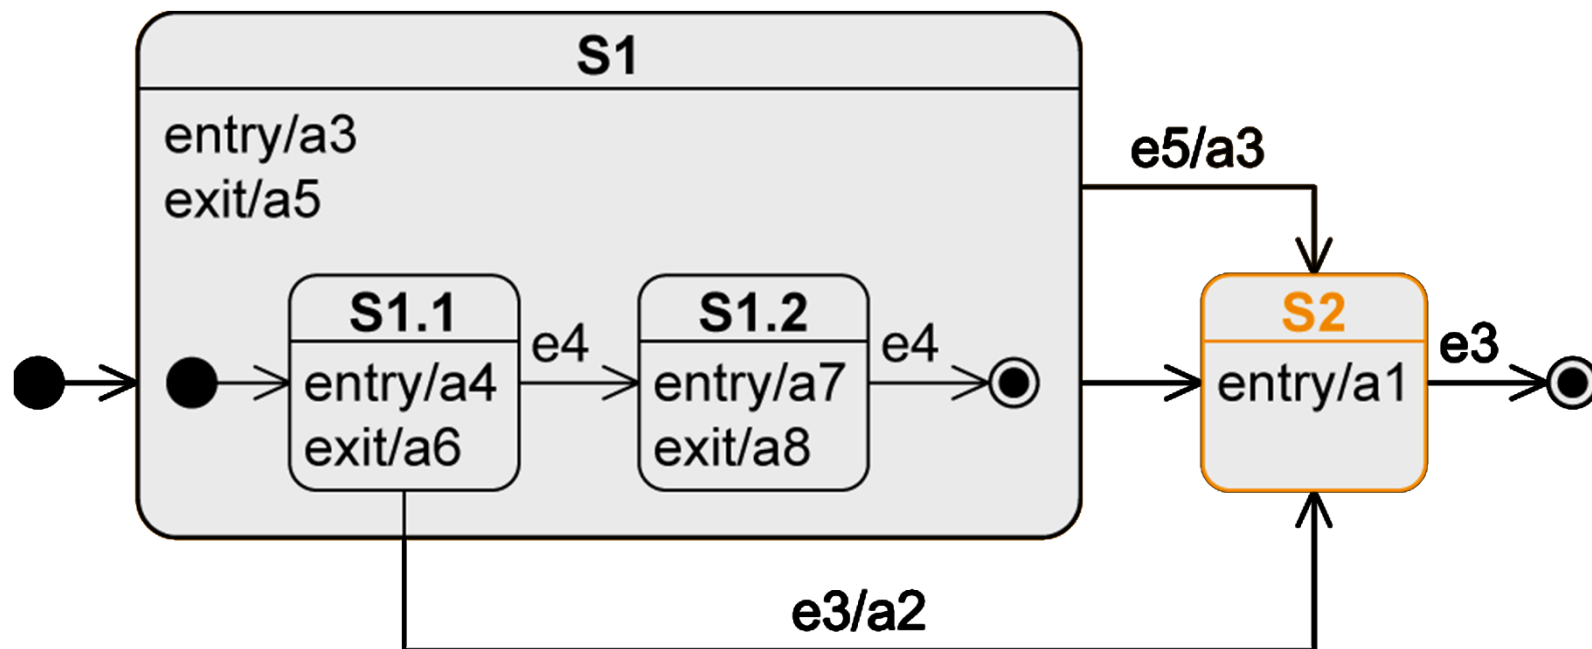 S1
entry/a3
exit/a5
e5/a3
S1.1
entry/a4
exit/a6
e4
S1.2
entry/a7
exit/a8
e4
S2
entry/a1
e3
e3/a2